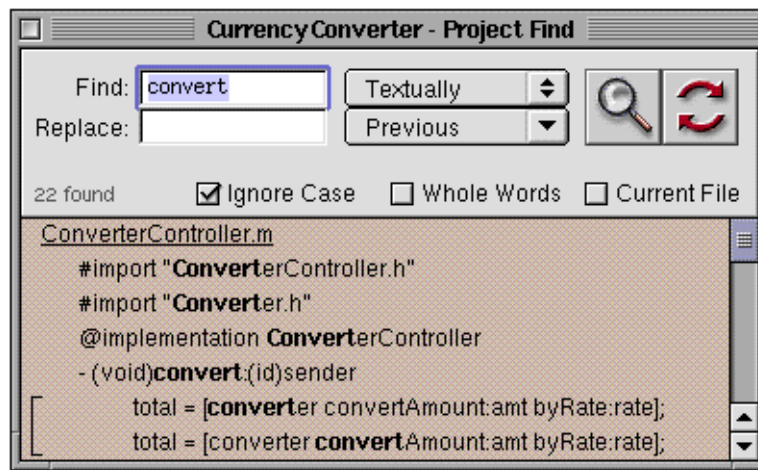 CurrencyConverter - Project Find
Find: convert Textually
Replace: Previous
22 found Ignore Case Whole Words Current File
ConverterController.m
#import "ConverterController.h"
#import "Converter.h"
@implementation ConverterController
- (void)convert:(id)sender
total = [converter convertAmount:amt byRate:rate];
total = [converter convertAmount:amt byRate:rate];